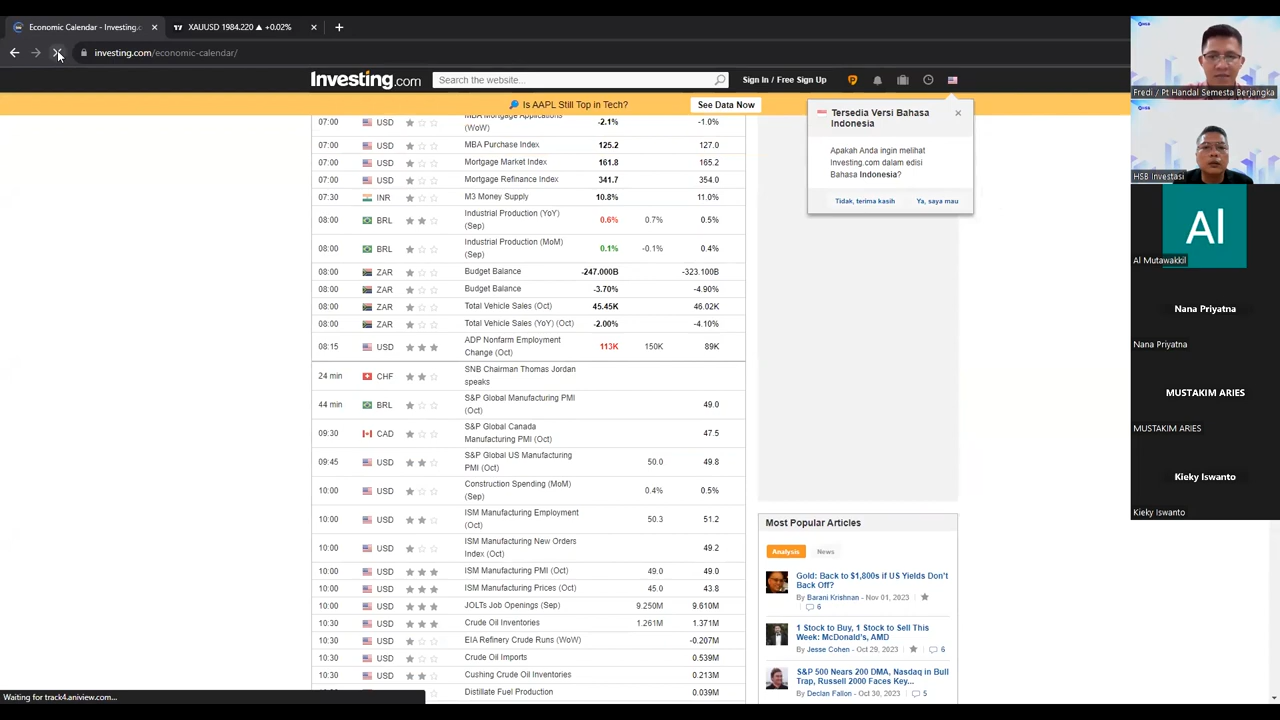 Economic Calendar - Investing.c
XAUUSD 1984.220 ▲ +0.02%
investing.com/economic-calendar/
Investing.com
Search the website...
Sign In / Free Sign Up
Is AAPL Still Top in Tech?
See Data Now
Tersedia Versi Bahasa
Indonesia
Apakah Anda ingin melihat
Investing.com dalam edisi
Bahasa Indonesia?
Tidak, terima kasih
Ya, saya mau
07:00 USD MBA Mortgage Applications (WoW) -2.1% -1.0%
07:00 USD MBA Purchase Index 125.2 127.0
07:00 USD Mortgage Market Index 161.8 165.2
07:00 USD Mortgage Refinance Index 341.7 354.0
07:30 INR M3 Money Supply 10.8% 11.0%
08:00 BRL Industrial Production (YoY) (Sep) 0.6% 0.7% 0.5%
08:00 BRL Industrial Production (MoM) (Sep) 0.1% -0.1% 0.4%
08:00 ZAR Budget Balance -247.000B -323.100B
08:00 ZAR Budget Balance -3.70% -4.90%
08:00 ZAR Total Vehicle Sales (Oct) 45.45K 46.02K
08:00 ZAR Total Vehicle Sales (YoY) (Oct) -2.00% -4.10%
08:15 USD ADP Nonfarm Employment Change (Oct) 113K 150K 89K
24 min CHF SNB Chairman Thomas Jordan speaks
44 min BRL S&P Global Manufacturing PMI (Oct) 49.0
09:30 CAD S&P Global Canada Manufacturing PMI (Oct) 47.5
09:45 USD S&P Global US Manufacturing PMI (Oct) 50.0 49.8
10:00 USD Construction Spending (MoM) (Sep) 0.4% 0.5%
10:00 USD ISM Manufacturing Employment (Oct) 50.3 51.2
10:00 USD ISM Manufacturing New Orders Index (Oct) 49.2
10:00 USD ISM Manufacturing PMI (Oct) 49.0 49.0
10:00 USD ISM Manufacturing Prices (Oct) 45.0 43.8
10:00 USD JOLTs Job Openings (Sep) 9.250M 9.610M
10:30 USD Crude Oil Inventories 1.261M 1.371M
10:30 USD EIA Refinery Crude Runs (WoW) -0.207M
10:30 USD Crude Oil Imports 0.539M
10:30 USD Cushing Crude Oil Inventories 0.213M
Distillate Fuel Production 0.039M
Most Popular Articles
Analysis
News
Gold: Back to $1,800s if US Yields Don't
Back Off?
By Barani Krishnan - Nov 01, 2023
6
1 Stock to Buy, 1 Stock to Sell This
Week: McDonald's, AMD
By Jesse Cohen - Oct 29, 2023 6
S&P 500 Nears 200 DMA, Nasdaq in Bull
Trap, Russell 2000 Faces Key...
By Declan Fallon - Oct 30, 2023 5
Waiting for track4.aniview.com...
Fredi / Pt Handal Semesta Berjangka
HSB Investasi
Al
Al Mutawakkil
Nana Priyatna
Nana Priyatna
MUSTAKIM ARIES
MUSTAKIM ARIES
Kieky Iswanto
Kieky Iswanto